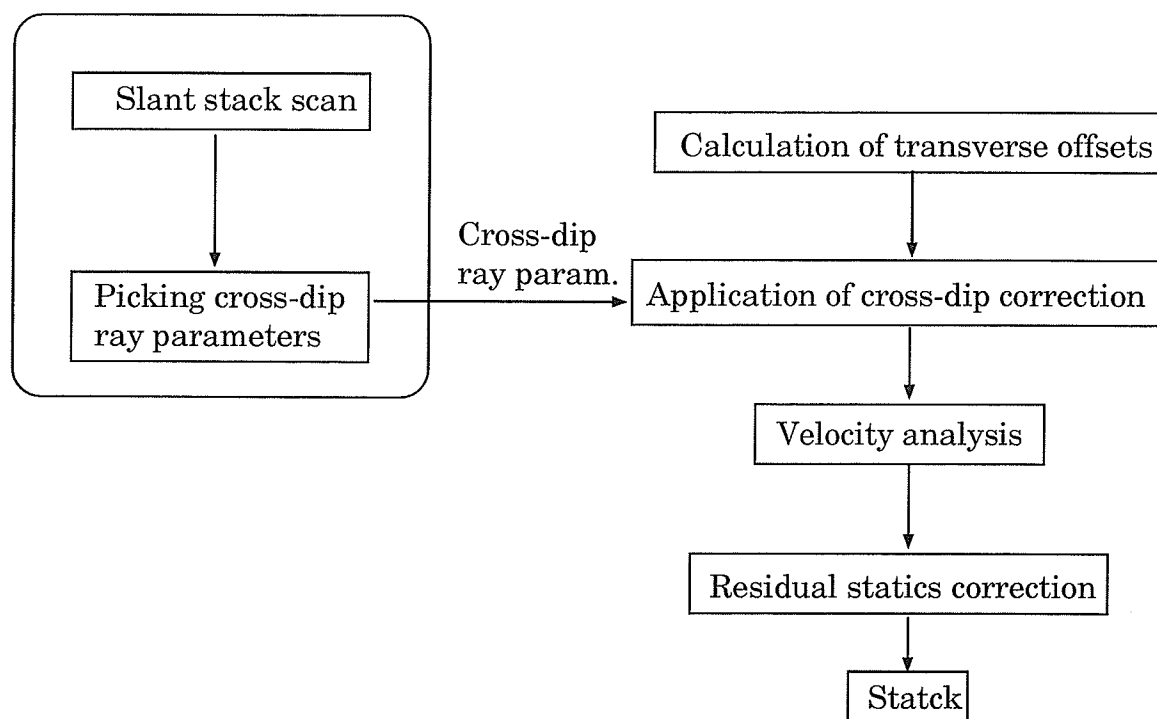 Slant stack scan
Picking cross-dip
ray parameters
Cross-dip
ray param.
Calculation of transverse offsets
Application of cross-dip correction
Velocity analysis
Residual statics correction
Statck